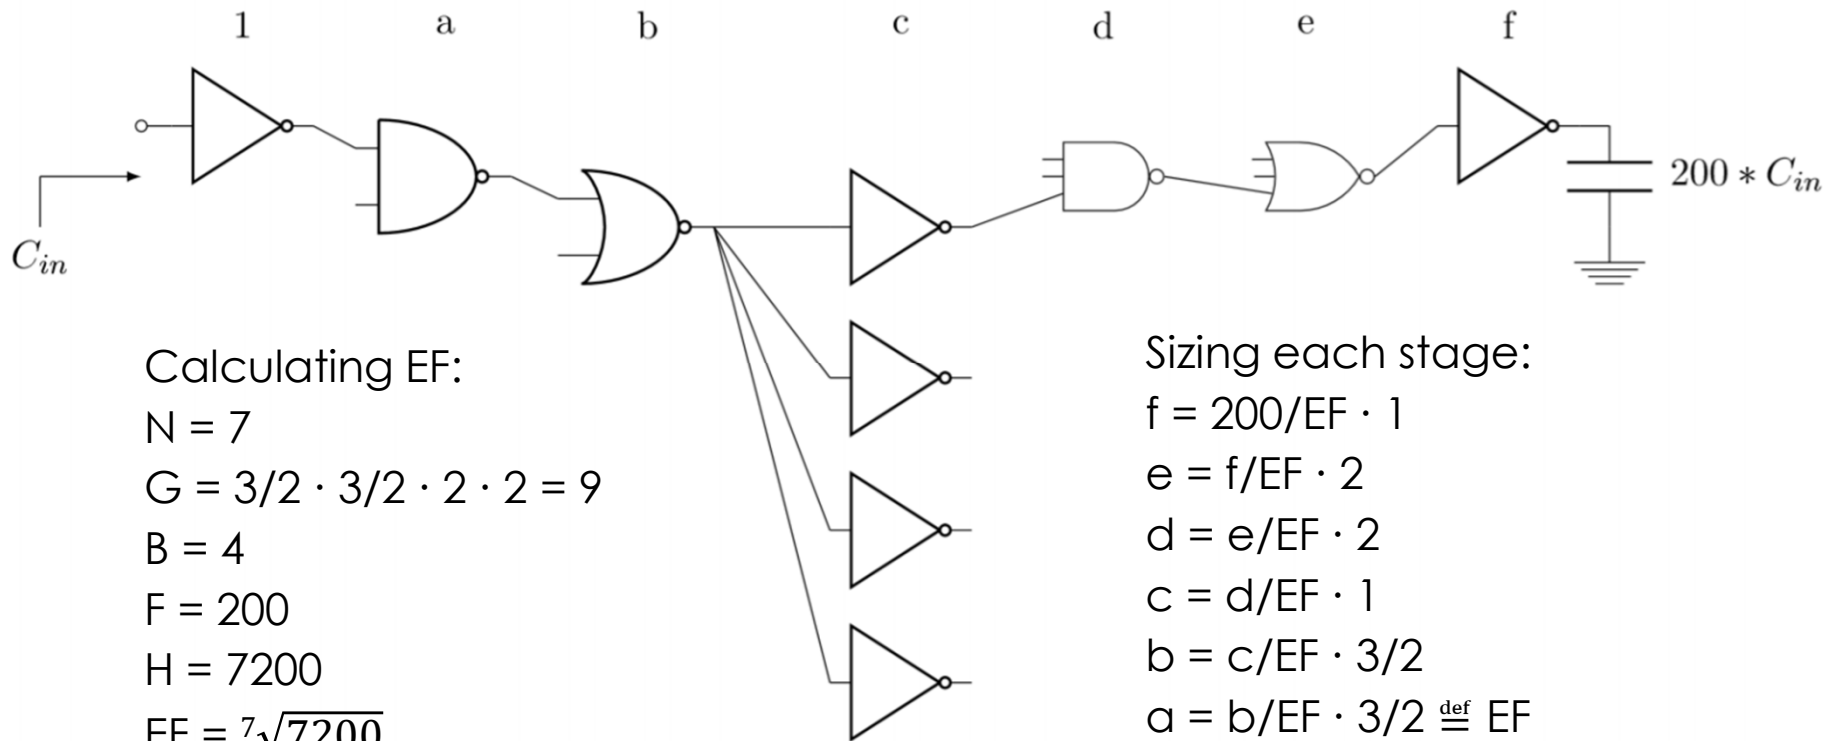 1 a b c d e f
200 ∗ C_in
C_in
Calculating EF:
N = 7
G = 3/2 · 3/2 · 2 · 2 = 9
B = 4
F = 200
H = 7200
EF = ⁷√7200
Sizing each stage:
f = 200/EF · 1
e = f/EF · 2
d = e/EF · 2
c = d/EF · 1
b = c/EF · 3/2
a = b/EF · 3/2 ≝ EF